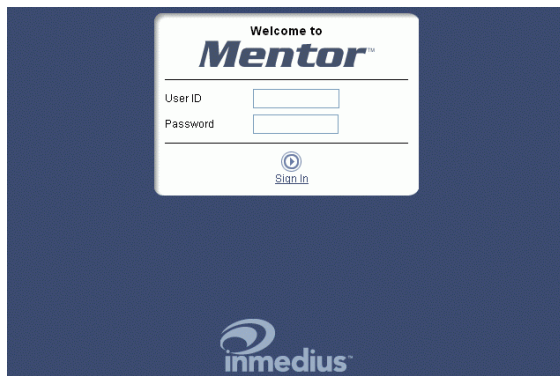 Welcome to
Mentor™
User ID
Password
Sign In
inmedius™